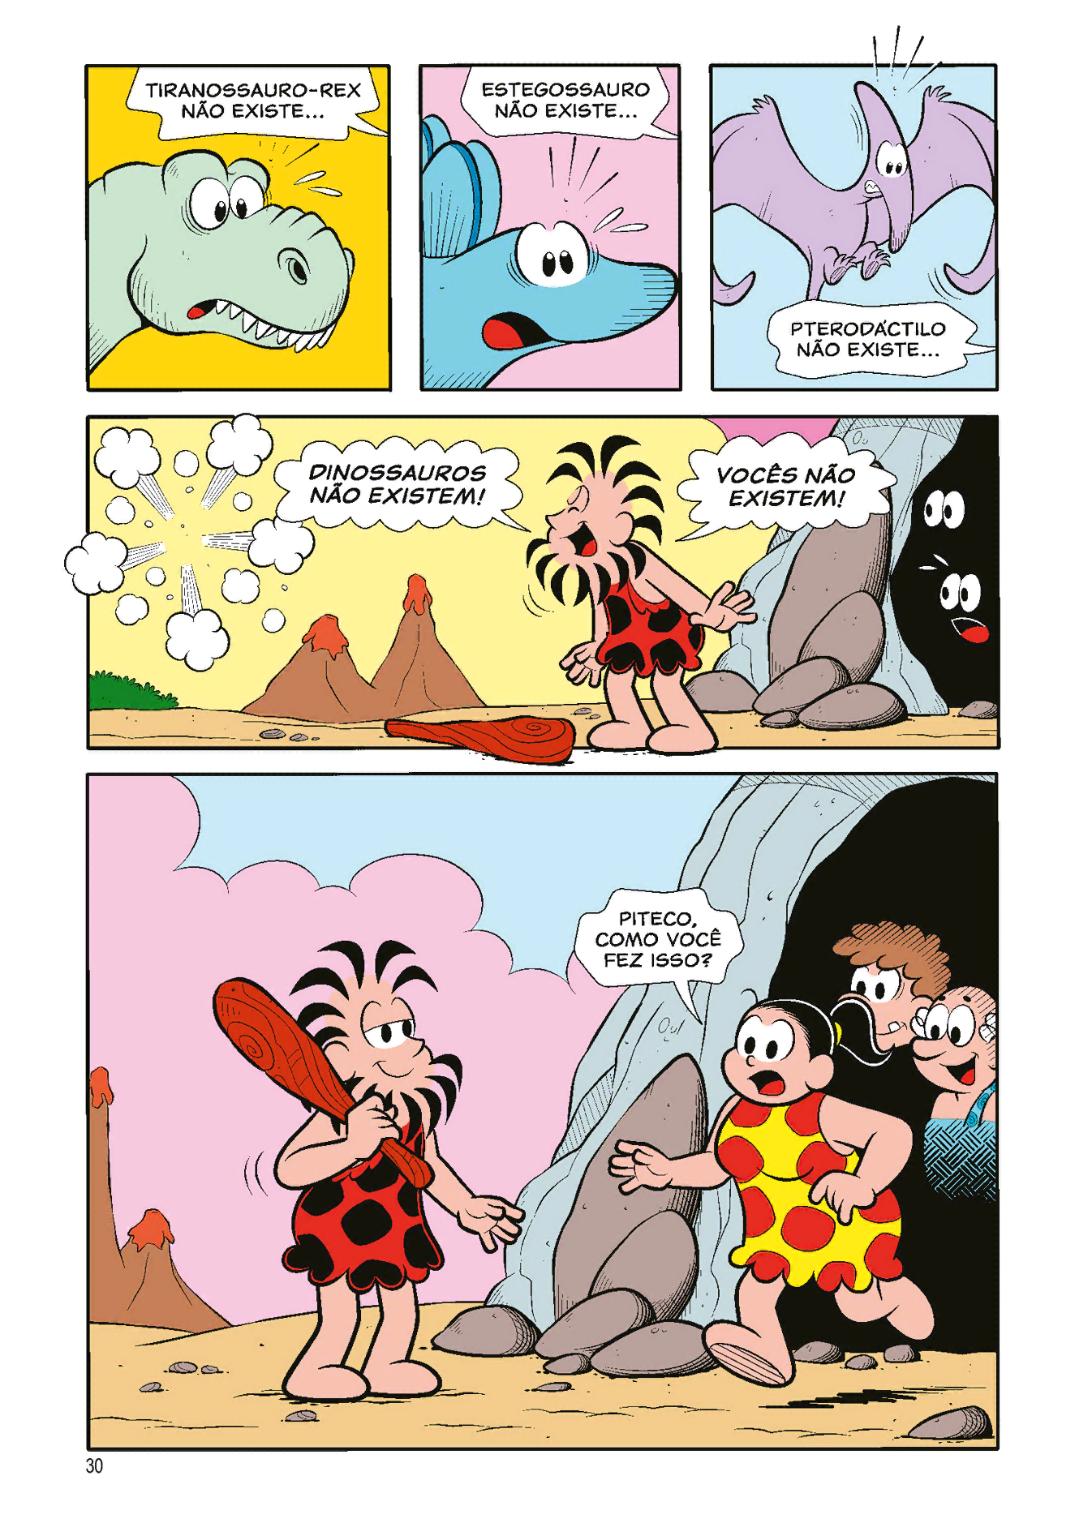 TIRANOSSAURO-REX
NÃO EXISTE...
ESTEGOSSAURO
NÃO EXISTE...
PTERODÁCTILO
NÃO EXISTE...
DINOSSAUROS
NÃO EXISTEM!
VOCÊS NÃO
EXISTEM!
PITECO,
COMO VOCÊ
FEZ ISSO?
30